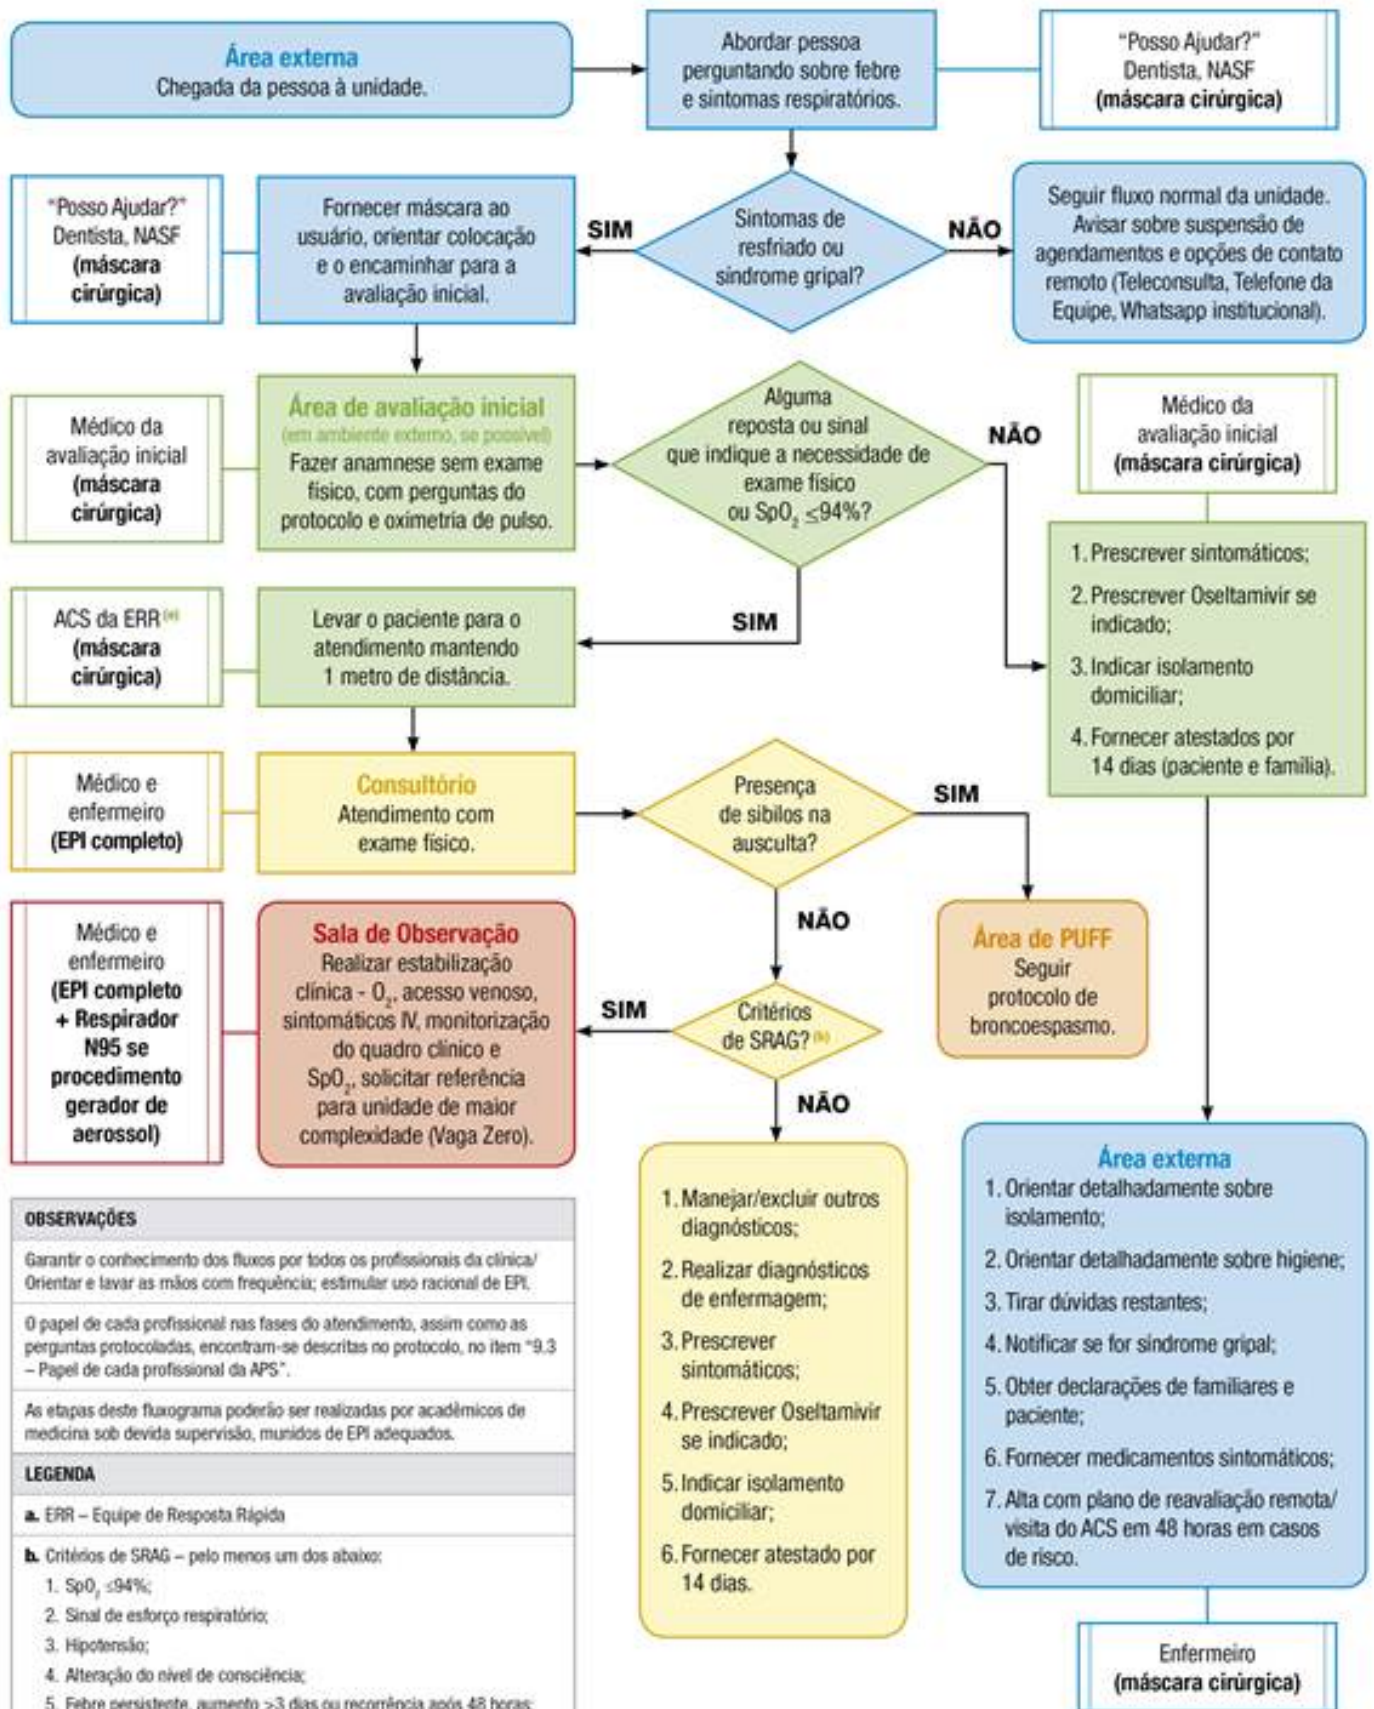 Área externa
Chegada da pessoa à unidade.
Abordar pessoa
perguntando sobre febre
e sintomas respiratórios.
“Posso Ajudar?”
Dentista, NASF
(máscara cirúrgica)
“Posso Ajudar?”
Dentista, NASF
(máscara
cirúrgica)
Fornecer máscara ao
usuário, orientar colocação
e o encaminhar para a
avaliação inicial.
SIM
Sintomas de
resfriado ou
síndrome gripal?
NÃO
Seguir fluxo normal da unidade.
Avisar sobre suspensão de
agendamentos e opções de contato
remoto (Teleconsulta, Telefone da
Equipe, Whatsapp institucional).
Médico da
avaliação inicial
(máscara
cirúrgica)
Área de avaliação inicial
(em ambiente externo, se possível)
Fazer anamnese sem exame
físico, com perguntas do
protocolo e oximetria de pulso.
Alguma
reposta ou sinal
que indique a necessidade de
exame físico
ou SpO₂ ≤94%?
NÃO
SIM
Médico da
avaliação inicial
(máscara cirúrgica)
1. Prescrever sintomáticos;
2. Prescrever Oseltamivir se
indicado;
3. Indicar isolamento
domiciliar;
4. Fornecer atestados por
14 dias (paciente e família).
ACS da ERR (a)
(máscara
cirúrgica)
Levar o paciente para o
atendimento mantendo
1 metro de distância.
Médico e
enfermeiro
(EPI completo)
Consultório
Atendimento com
exame físico.
Presença
de sibilos na
ausculta?
SIM
NÃO
Área de PUFF
Seguir
protocolo de
broncoespasmo.
Médico e
enfermeiro
(EPI completo
+ Respirador
N95 se
procedimento
gerador de
aerossol)
Sala de Observação
Realizar estabilização
clínica - O₂, acesso venoso,
sintomáticos IV, monitorização
do quadro clínico e
SpO₂, solicitar referência
para unidade de maior
complexidade (Vaga Zero).
SIM
Critérios
de SRAG? (b)
NÃO
1. Manejar/excluir outros
diagnósticos;
2. Realizar diagnósticos
de enfermagem;
3. Prescrever
sintomáticos;
4. Prescrever Oseltamivir
se indicado;
5. Indicar isolamento
domiciliar;
6. Fornecer atestado por
14 dias.
Área externa
1. Orientar detalhadamente sobre
isolamento;
2. Orientar detalhadamente sobre higiene;
3. Tirar dúvidas restantes;
4. Notificar se for síndrome gripal;
5. Obter declarações de familiares e
paciente;
6. Fornecer medicamentos sintomáticos;
7. Alta com plano de reavaliação remota/
visita do ACS em 48 horas em casos
de risco.
Enfermeiro
(máscara cirúrgica)
OBSERVAÇÕES
Garantir o conhecimento dos fluxos por todos os profissionais da clínica/
Orientar e lavar as mãos com frequência; estimular uso racional de EPI.
O papel de cada profissional nas fases do atendimento, assim como as
perguntas protocoladas, encontram-se descritas no protocolo, no item “9.3
– Papel de cada profissional da APS”.
As etapas deste fluxograma poderão ser realizadas por acadêmicos de
medicina sob devida supervisão, munidos de EPI adequados.
LEGENDA
a. ERR – Equipe de Resposta Rápida
b. Critérios de SRAG – pelo menos um dos abaixo:
1. SpO₂ ≤94%;
2. Sinal de esforço respiratório;
3. Hipotensão;
4. Alteração do nível de consciência;
5. Febre persistente, aumento >3 dias ou recorrência após 48 horas;